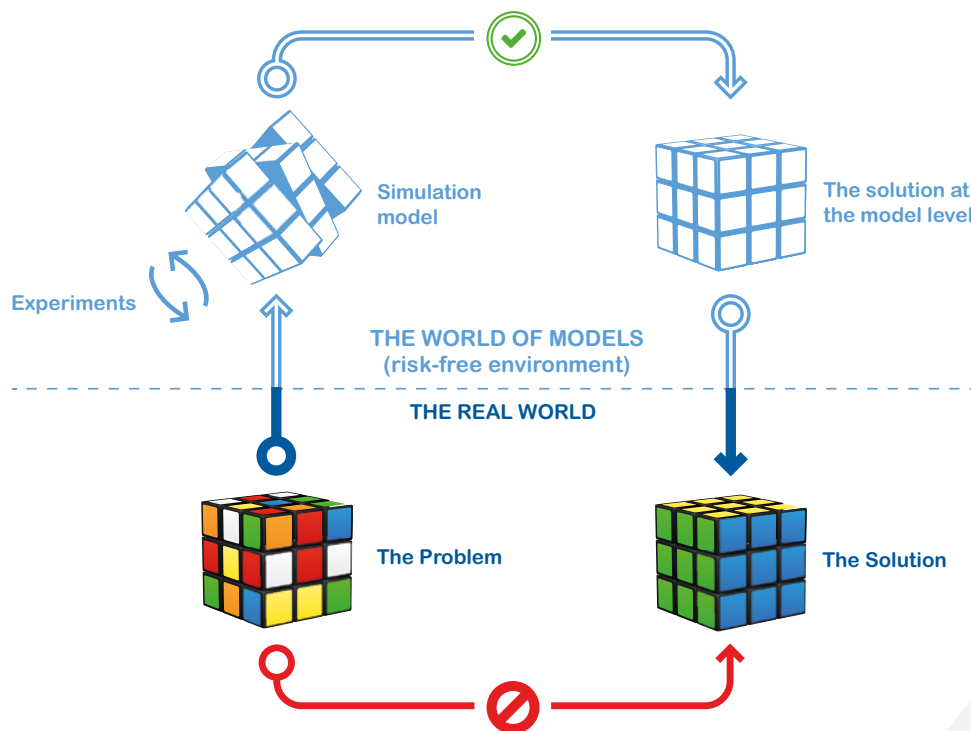 Simulation
model
The solution at
the model level
Experiments
THE WORLD OF MODELS
(risk-free environment)
THE REAL WORLD
The Problem
The Solution